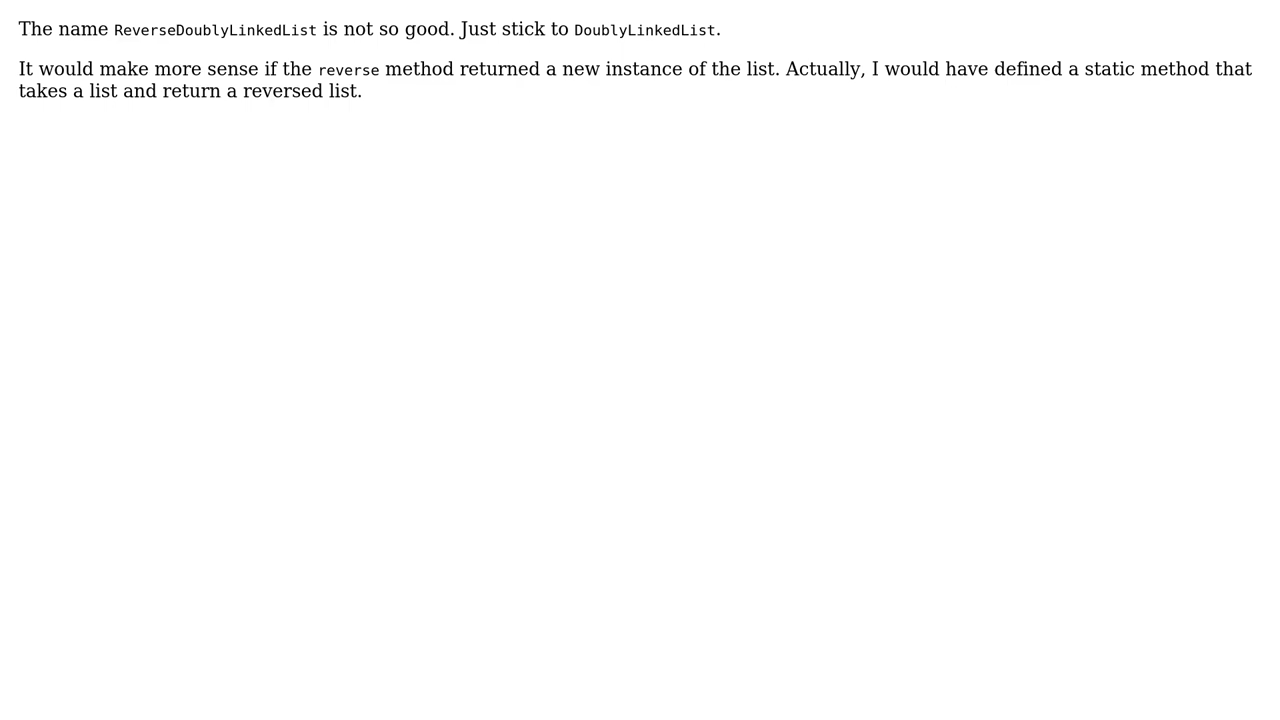 The name ReverseDoublyLinkedList is not so good. Just stick to DoublyLinkedList.
It would make more sense if the reverse method returned a new instance of the list. Actually, I would have defined a static method that
takes a list and return a reversed list.